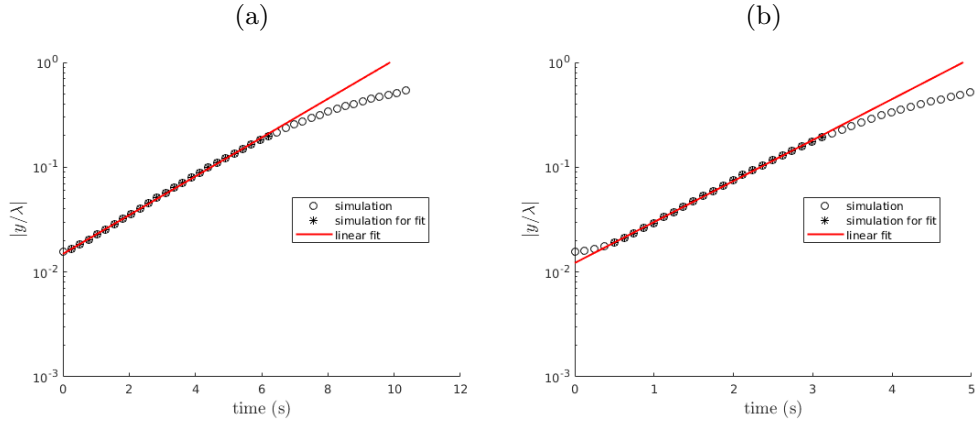 (a)
10^0
10^-1
10^-2
10^-3
|y/λ|
0 2 4 6 8 10 12
time (s)
simulation
simulation for fit
linear fit
(b)
10^0
10^-1
10^-2
10^-3
|y/λ|
0 1 2 3 4 5
time (s)
simulation
simulation for fit
linear fit